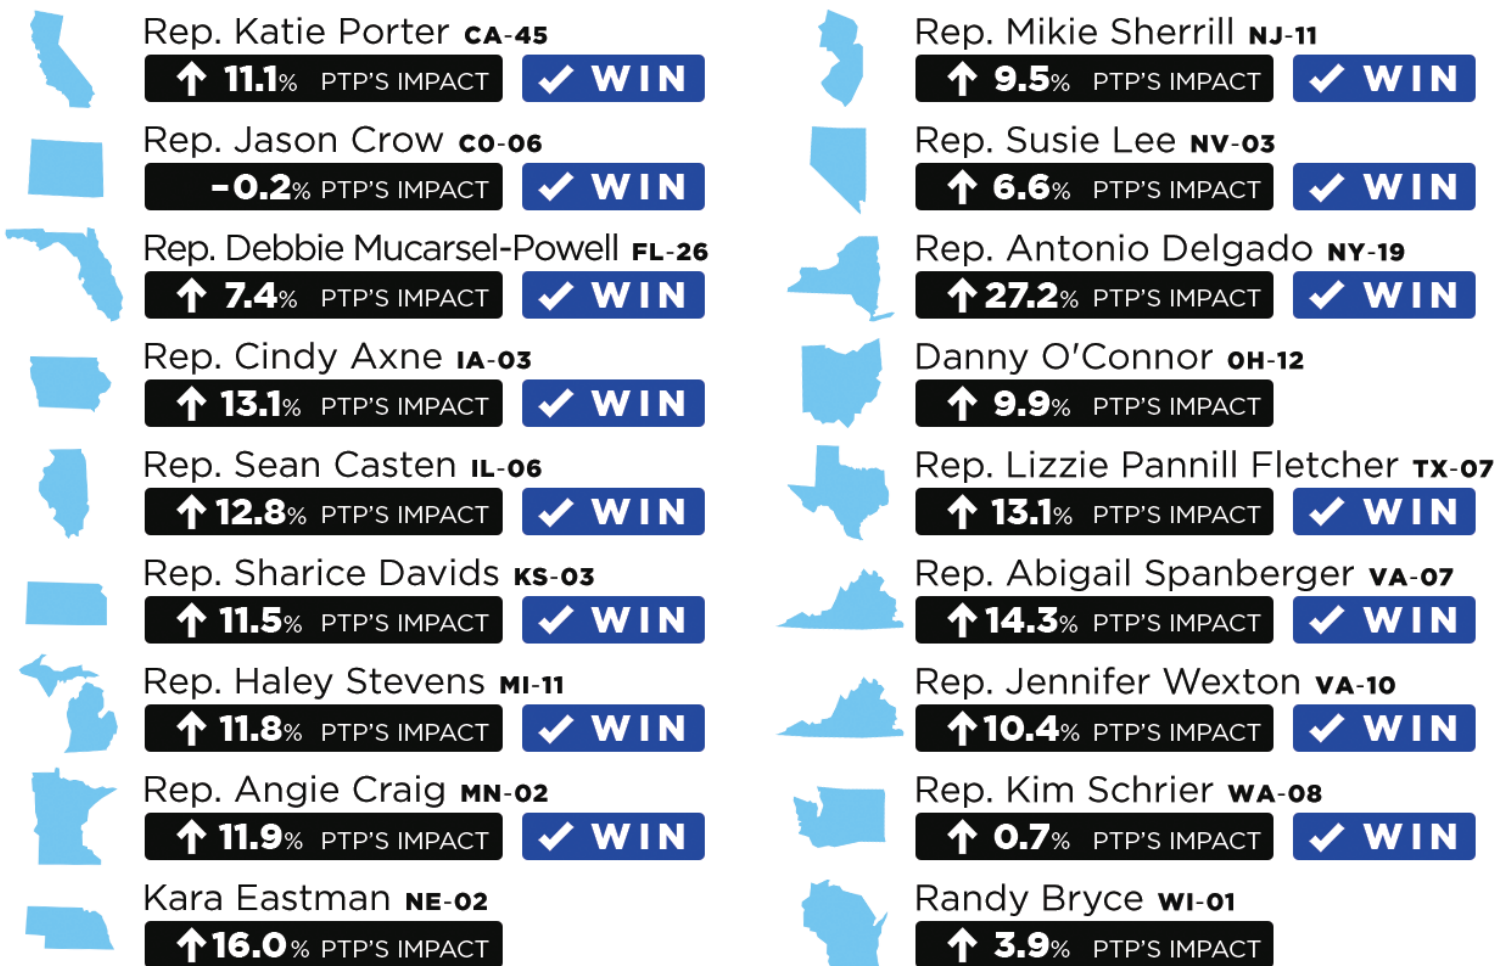 Rep. Katie Porter CA-45
11.1% PTP'S IMPACT WIN
Rep. Jason Crow CO-06
-0.2% PTP'S IMPACT WIN
Rep. Debbie Mucarsel-Powell FL-26
7.4% PTP'S IMPACT WIN
Rep. Cindy Axne IA-03
13.1% PTP'S IMPACT WIN
Rep. Sean Casten IL-06
12.8% PTP'S IMPACT WIN
Rep. Sharice Davids KS-03
11.5% PTP'S IMPACT WIN
Rep. Haley Stevens MI-11
11.8% PTP'S IMPACT WIN
Rep. Angie Craig MN-02
11.9% PTP'S IMPACT WIN
Kara Eastman NE-02
16.0% PTP'S IMPACT
Rep. Mikie Sherrill NJ-11
9.5% PTP'S IMPACT WIN
Rep. Susie Lee NV-03
6.6% PTP'S IMPACT WIN
Rep. Antonio Delgado NY-19
27.2% PTP'S IMPACT WIN
Danny O'Connor OH-12
9.9% PTP'S IMPACT
Rep. Lizzie Pannill Fletcher TX-07
13.1% PTP'S IMPACT WIN
Rep. Abigail Spanberger VA-07
14.3% PTP'S IMPACT WIN
Rep. Jennifer Wexton VA-10
10.4% PTP'S IMPACT WIN
Rep. Kim Schrier WA-08
0.7% PTP'S IMPACT WIN
Randy Bryce WI-01
3.9% PTP'S IMPACT